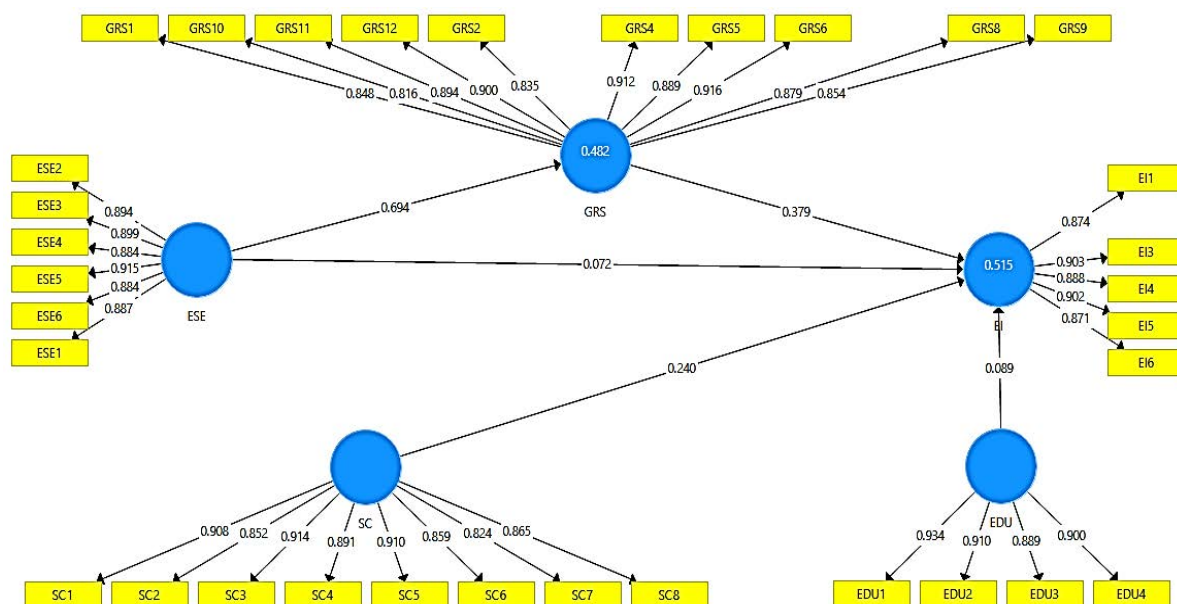 GRS1 GRS10 GRS11 GRS12 GRS2 GRS4 GRS5 GRS6 GRS8 GRS9
0.848 0.816 0.894 0.900 0.835 0.912 0.889 0.916 0.879 0.854
0.482
GRS
ESE2
ESE3
ESE4
ESE5
ESE6
ESE1
0.894
0.899
0.884
0.915
0.884
0.887
ESE
0.694
0.379
0.072
0.240
0.089
0.515
EI
EI1
EI3
EI4
EI5
EI6
0.874
0.903
0.888
0.902
0.871
SC
0.908 0.852 0.914 0.891 0.910 0.859 0.824 0.865
SC1 SC2 SC3 SC4 SC5 SC6 SC7 SC8
EDU
0.934 0.910 0.889 0.900
EDU1 EDU2 EDU3 EDU4